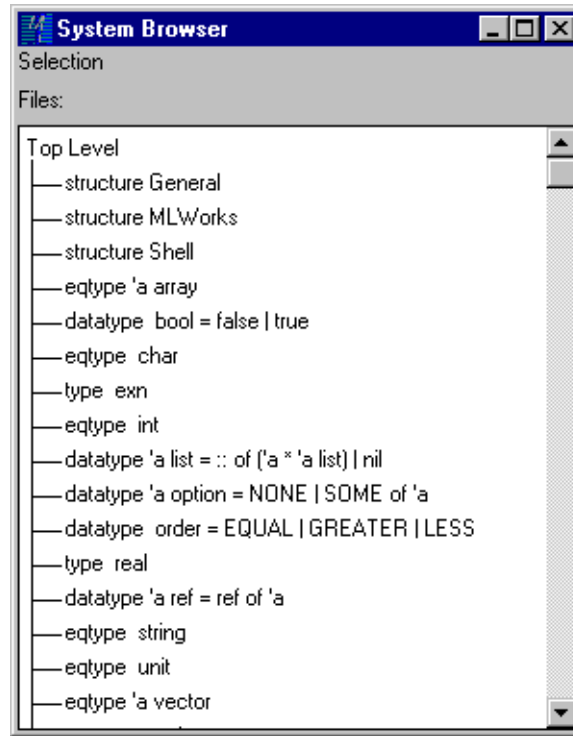 System Browser
Selection
Files:
Top Level
structure General
structure MLWorks
structure Shell
eqtype 'a array
datatype bool = false | true
eqtype char
type exn
eqtype int
datatype 'a list = :: of ('a * 'a list) | nil
datatype 'a option = NONE | SOME of 'a
datatype order = EQUAL | GREATER | LESS
type real
datatype 'a ref = ref of 'a
eqtype string
eqtype unit
eqtype 'a vector